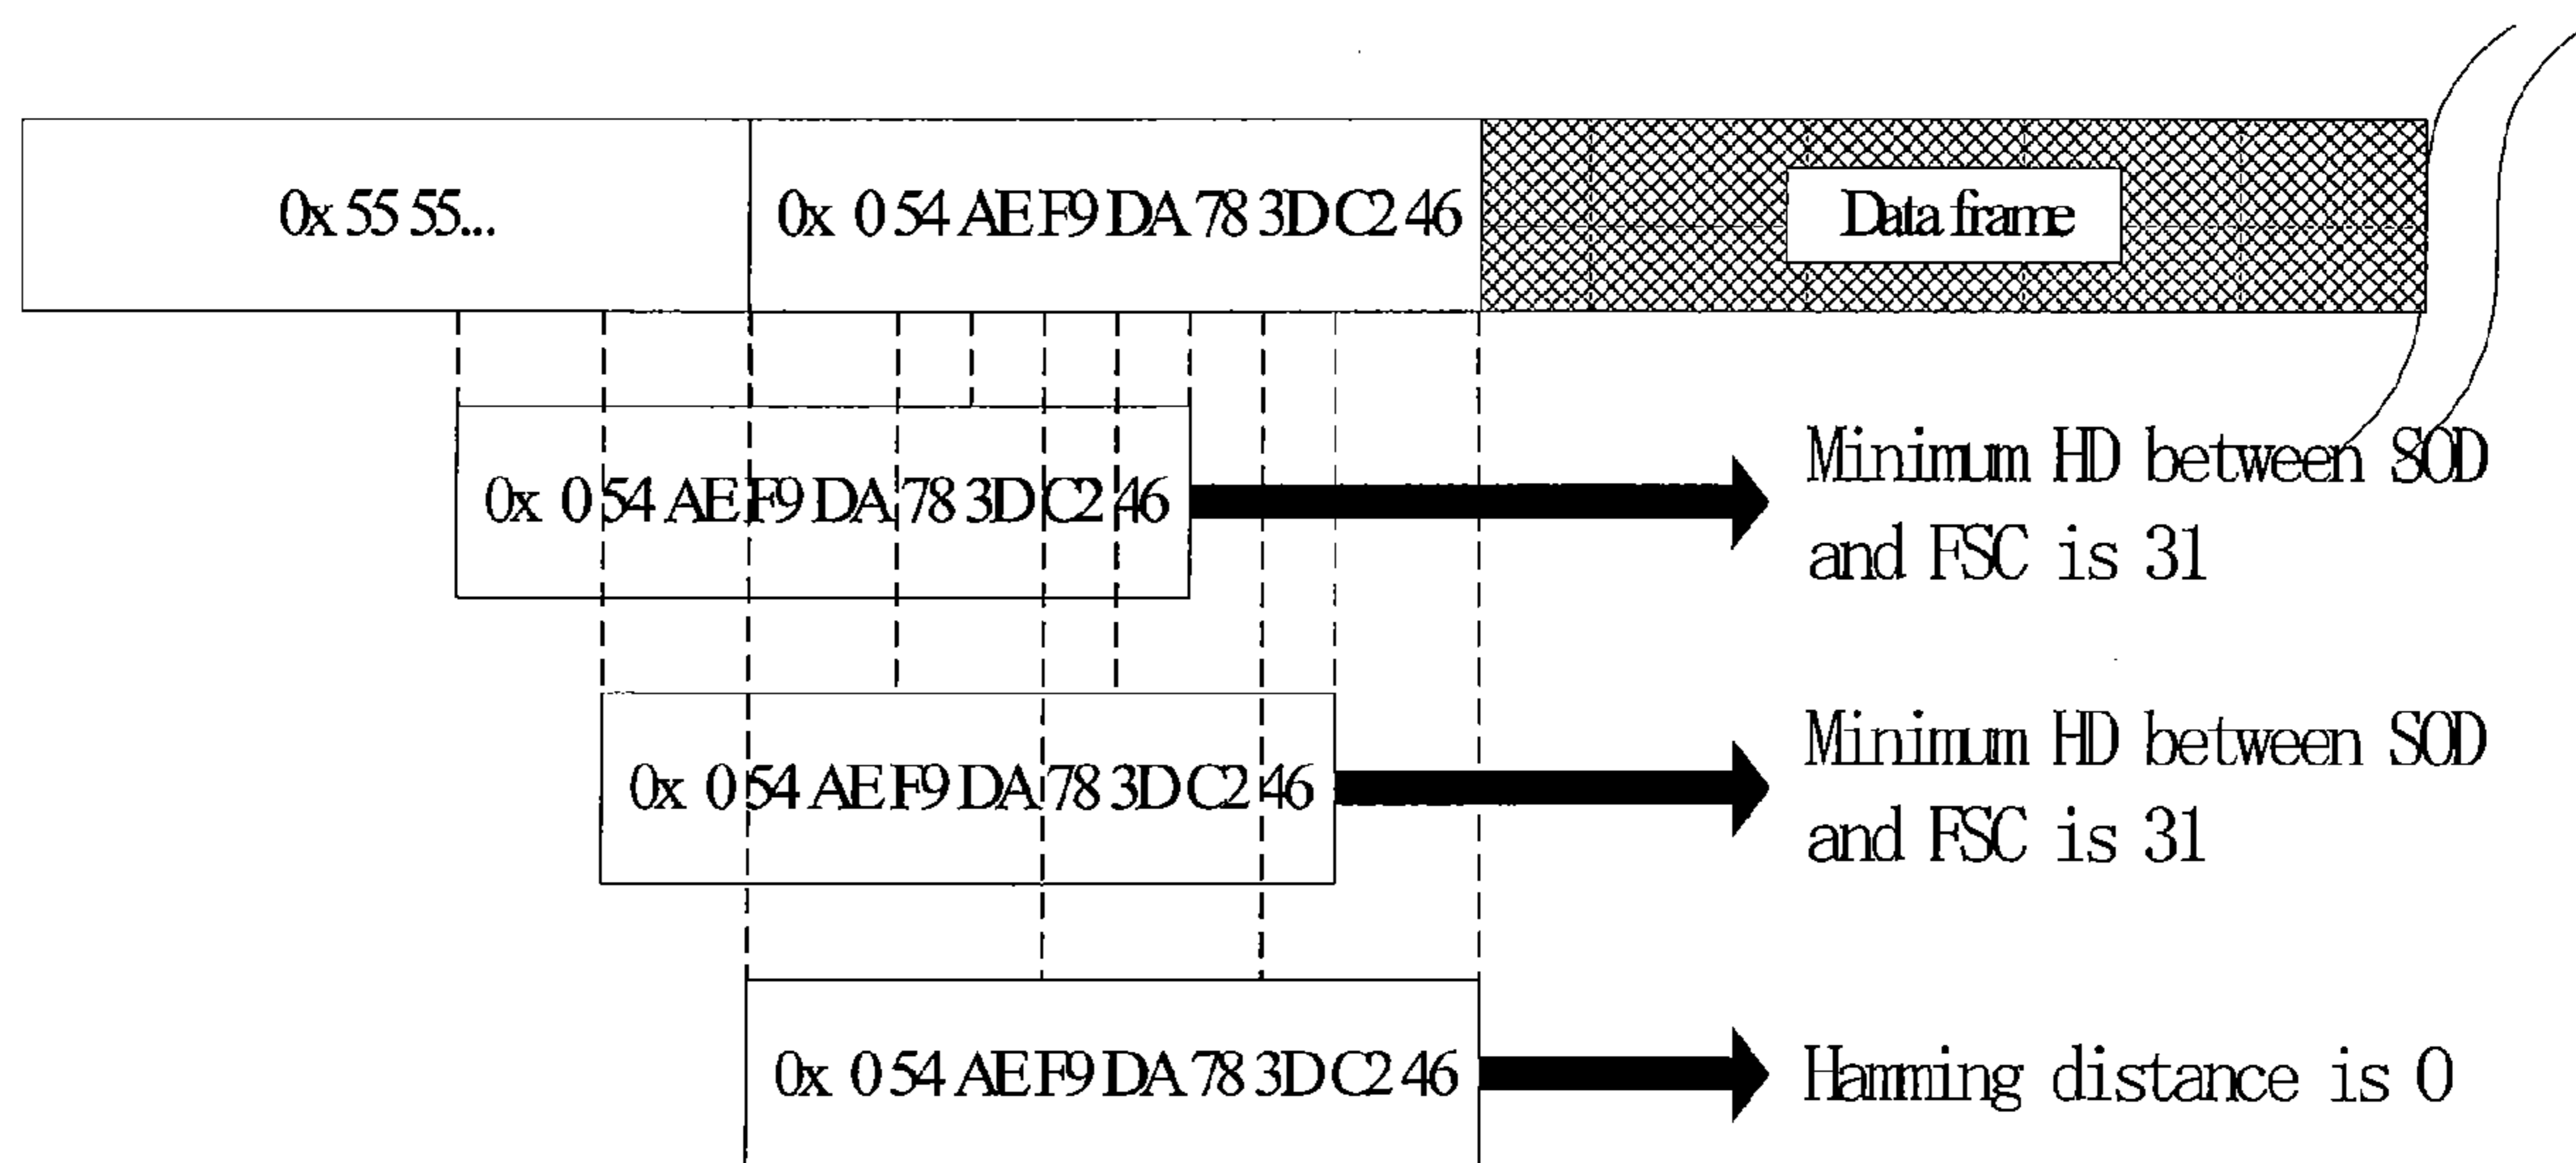 0x 55 55...
0x 0 54 AE F9 DA 78 3D C2 46
Data frame
0x 0 54 AE F9 DA 78 3D C2 46
Minimum HD between SOD
and FSC is 31
0x 0 54 AE F9 DA 78 3D C2 46
Minimum HD between SOD
and FSC is 31
0x 0 54 AE F9 DA 78 3D C2 46
Hamming distance is 0